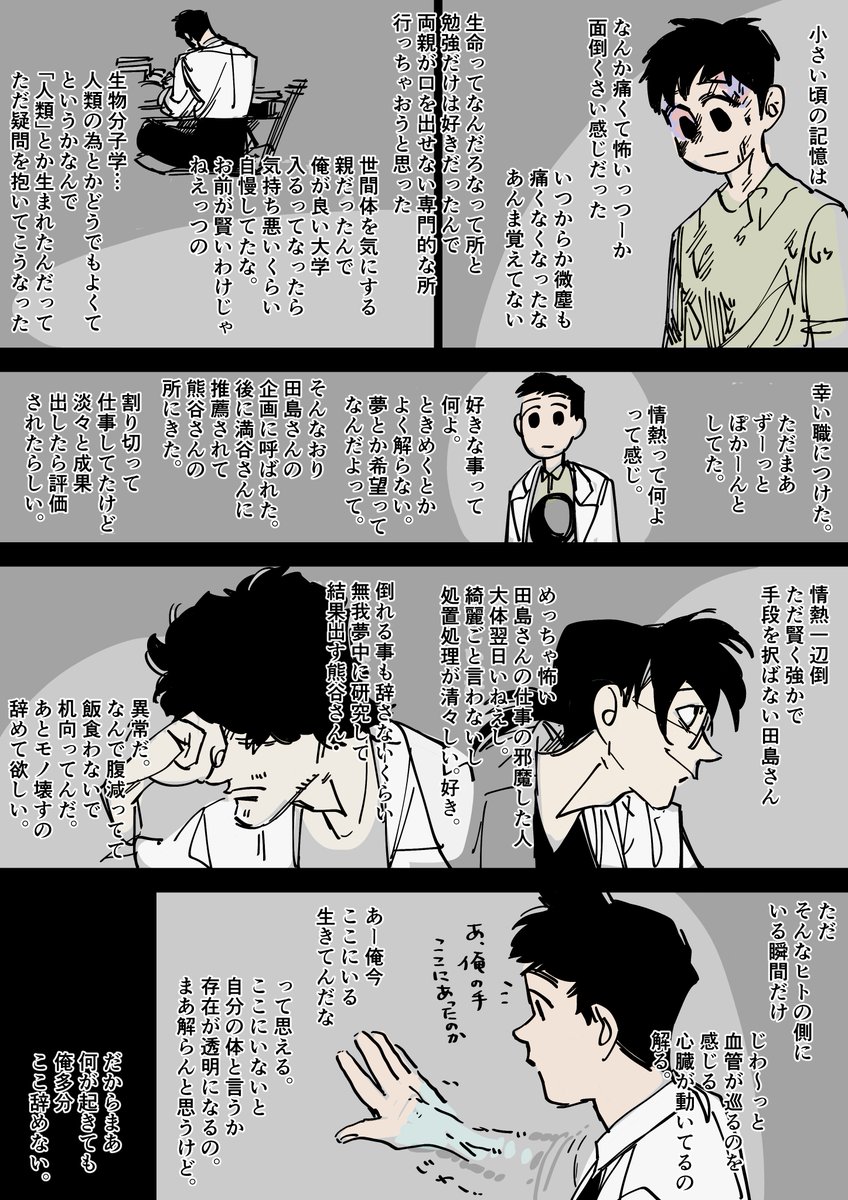 小さい頃の記憶は
なんか痛くて怖いっつーか
面倒くさい感じだった
いつからか微塵も
痛くなくなったな
あんま覚えてない
生命ってなんだろなって所と
勉強だけは好きだったんで
両親が口を出せない専門的な所
行っちゃおうと思った
世間体を気にする
親だったんで
俺が良い大学
入るってなったら
気持ち悪いくらい
自慢してたな。
お前が賢いわけじゃ
ねえっつの
生物分子学…
人類の為とかどうでもよくて
というかなんで
「人類」とか生まれたんだって
ただ疑問を抱いてこうなった
幸い職につけた。
ただまあ
ずーっと
ぽかーんと
してた。
情熱って何よ
って感じ。
好きな事って
何よ。
ときめくとか
よく解らない。
夢とか希望って
なんだよって。
そんなおり
田島さんの
企画に呼ばれた。
後に満谷さんに
推薦されて
熊谷さんの
所にきた。
割り切って
仕事してたけど
淡々と成果
出したら評価
されたらしい。
情熱一辺倒
ただ賢く強かで
手段を択ばない田島さん
めっちゃ怖い
田島さんの仕事の邪魔した人
大体翌日いねえし。
綺麗ごと言わないし
処置処理が清々しい。好き。
倒れる事も辞さないくらい
無我夢中に研究して
結果出す熊谷さん。
異常だ。
なんで腹減ってて
飯食わないで
机向ってんだ。
あとモノ壊すの
辞めて欲しい。
ただ
そんなヒトの側に
いる瞬間だけ
じわ～っと
血管が巡るのを
感じる
心臓が動いてるの
解る。
あ、俺の手
ここにあったのか
あー俺今
ここにいる
生きてんだな
って思える。
ここにいないと
自分の体と言うか
存在が透明になるの。
まあ解らんと思うけど。
だからまあ
何が起きても
俺多分
ここ辞めない。